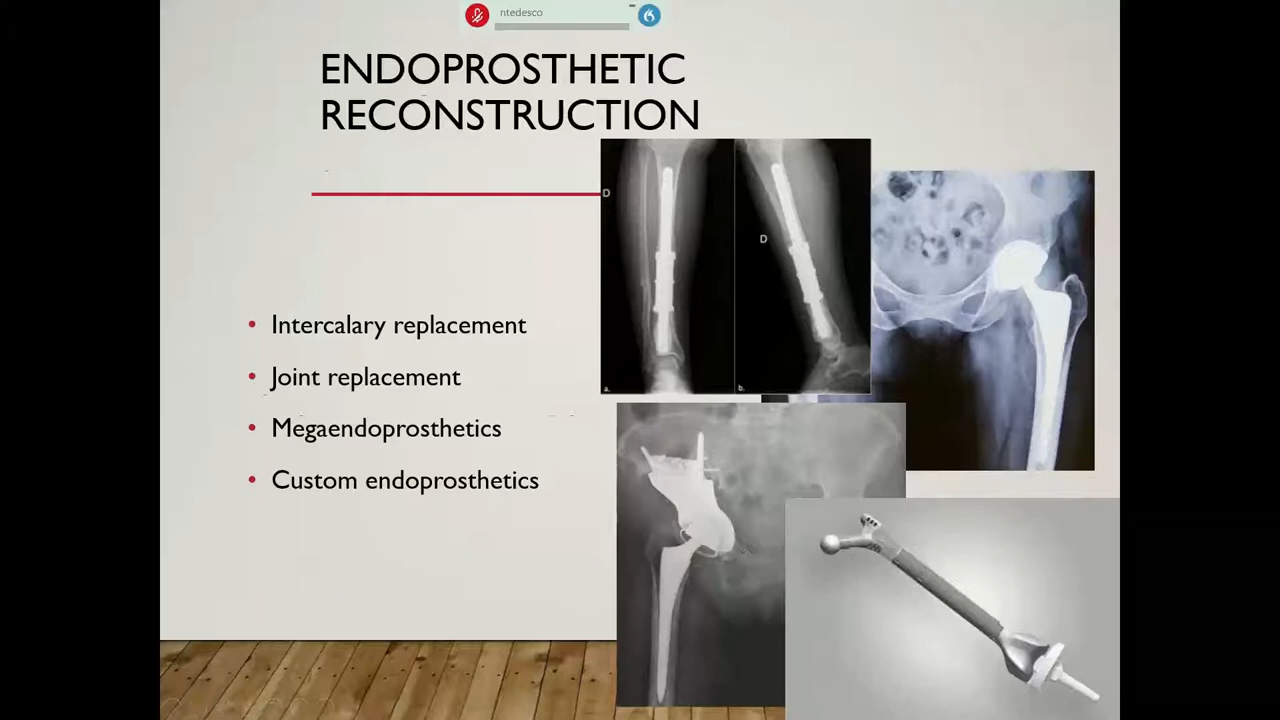 ntedesco
ENDOPROSTHETIC
RECONSTRUCTION
D
D
a.
b.
• Intercalary replacement
• Joint replacement
• Megaendoprosthetics
• Custom endoprosthetics